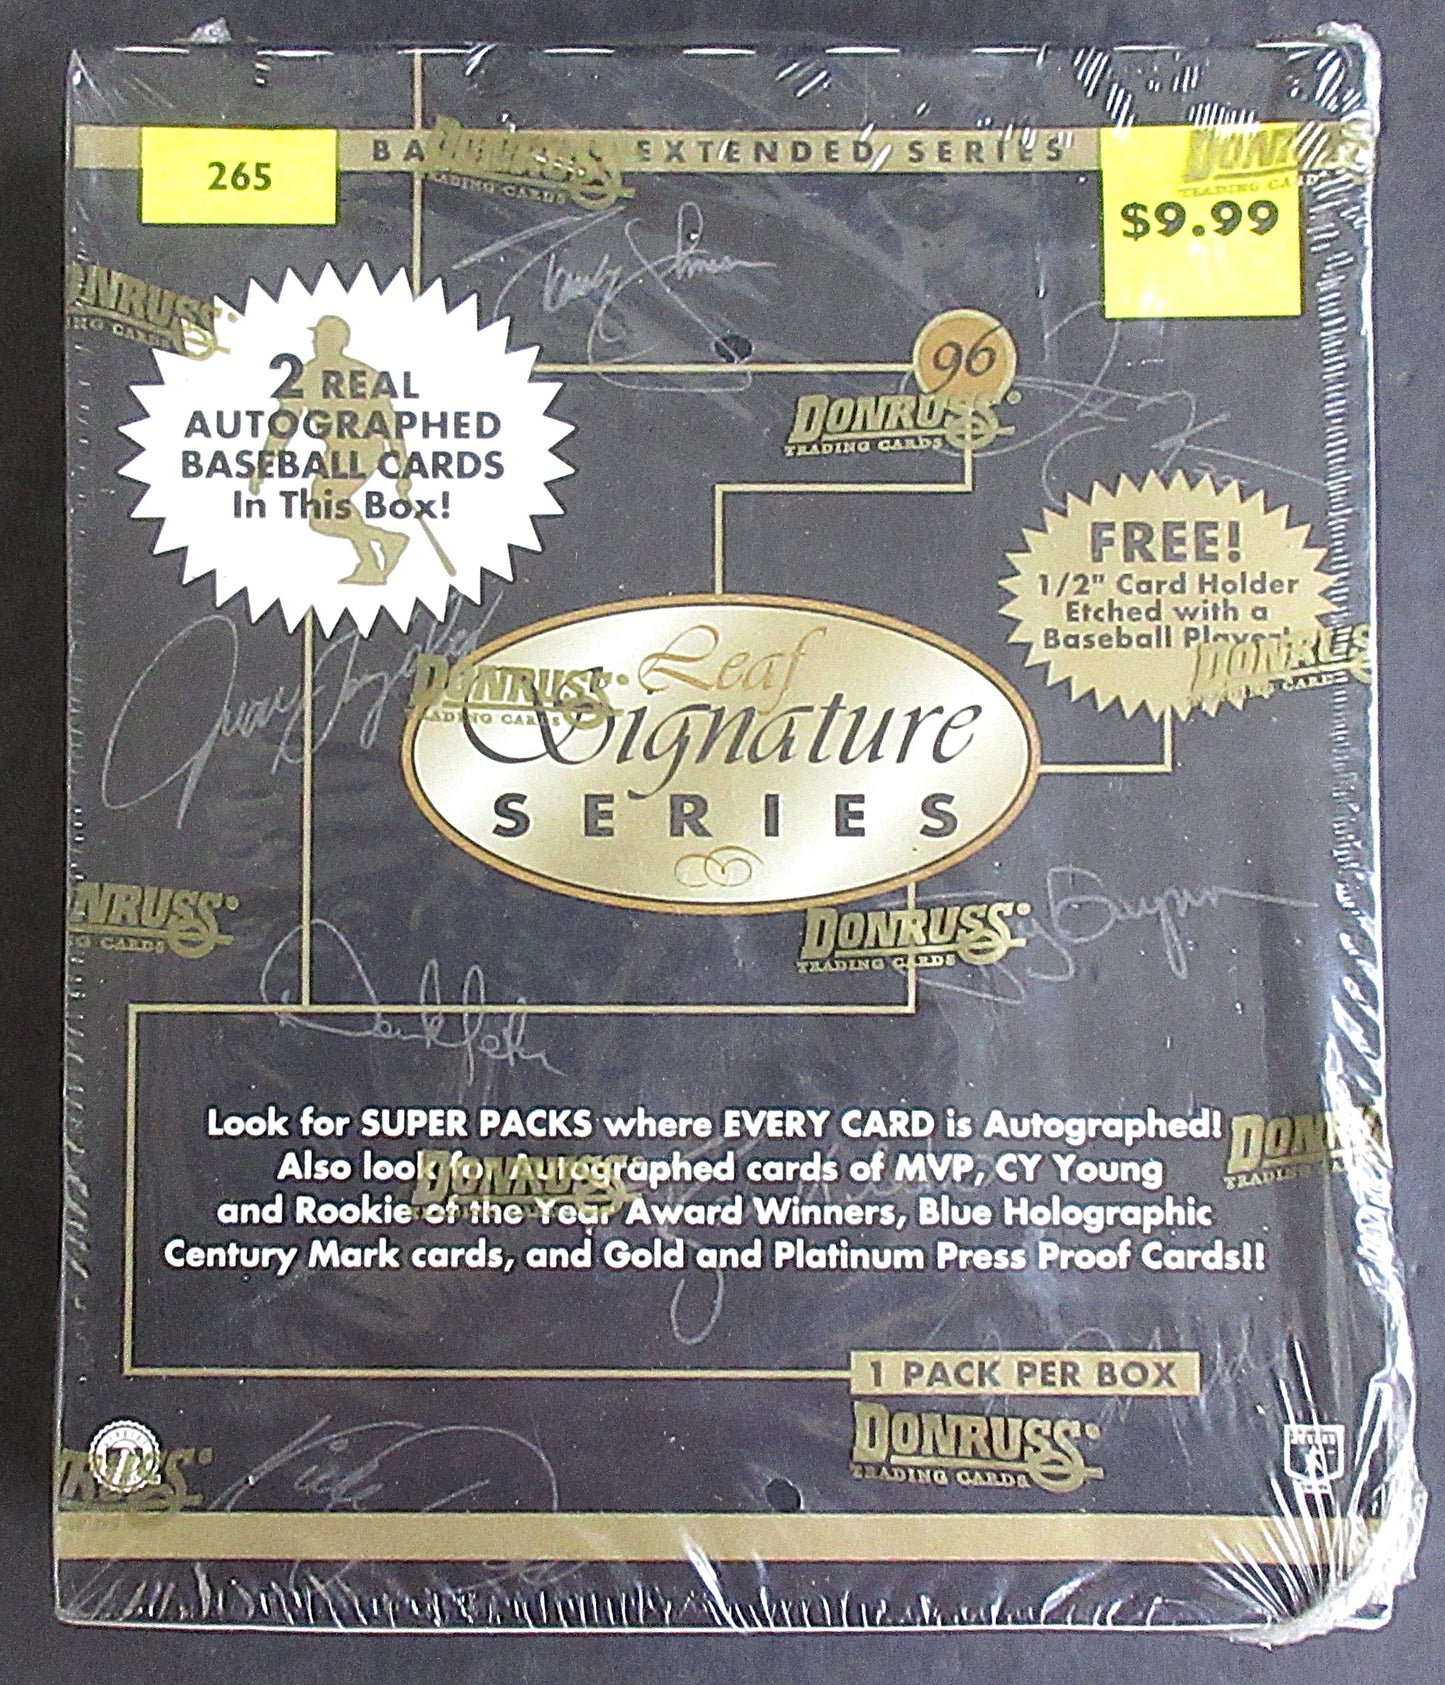 265
EXTENDED SERIES
DONRUSS
TRADING CARDS
$9.99
96
DONRUSS
TRADING CARDS
2 REAL
AUTOGRAPHED
BASEBALL CARDS
In This Box!
FREE!
1/2" Card Holder
Etched with a
Baseball Player!
DONRUSS
TRADING CARDS
Leaf
Signature
SERIES
DONRUSS
TRADING CARDS
Derek Jeter
Look for SUPER PACKS where EVERY CARD is Autographed!
Also look for Autographed cards of MVP, CY Young
and Rookie of the Year Award Winners, Blue Holographic
Century Mark cards, and Gold and Platinum Press Proof Cards!!
DONRUSS
1 PACK PER BOX
DONRUSS
TRADING CARDS